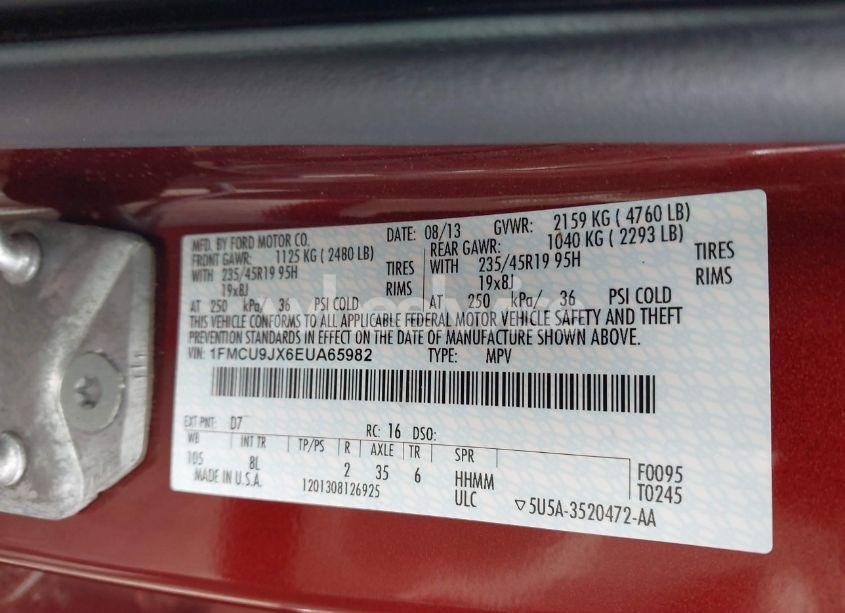 MFD. BY FORD MOTOR CO.
DATE: 08/13 GVWR: 2159 KG ( 4760 LB)
FRONT GAWR: 1125 KG ( 2480 LB)
REAR GAWR: 1040 KG ( 2293 LB)
WITH 235/45R19 95H TIRES
WITH 235/45R19 95H TIRES
19x8J RIMS
19x8J RIMS
AT 250 kPa/ 36 PSI COLD
AT 250 kPa/ 36 PSI COLD
THIS VEHICLE CONFORMS TO ALL APPLICABLE FEDERAL MOTOR VEHICLE SAFETY AND THEFT
PREVENTION STANDARDS IN EFFECT ON THE DATE OF MANUFACTURE SHOWN ABOVE.
VIN: 1FMCU9JX6EUA65982 TYPE: MPV
EXT PNT: D7 RC: 16 DSO:
WB INT TR TP/PS R AXLE TR SPR
105 8L 2 35 6 HHMM F0095
MADE IN U.S.A. ULC T0245
1201308126925 ▽5U5A-3520472-AA